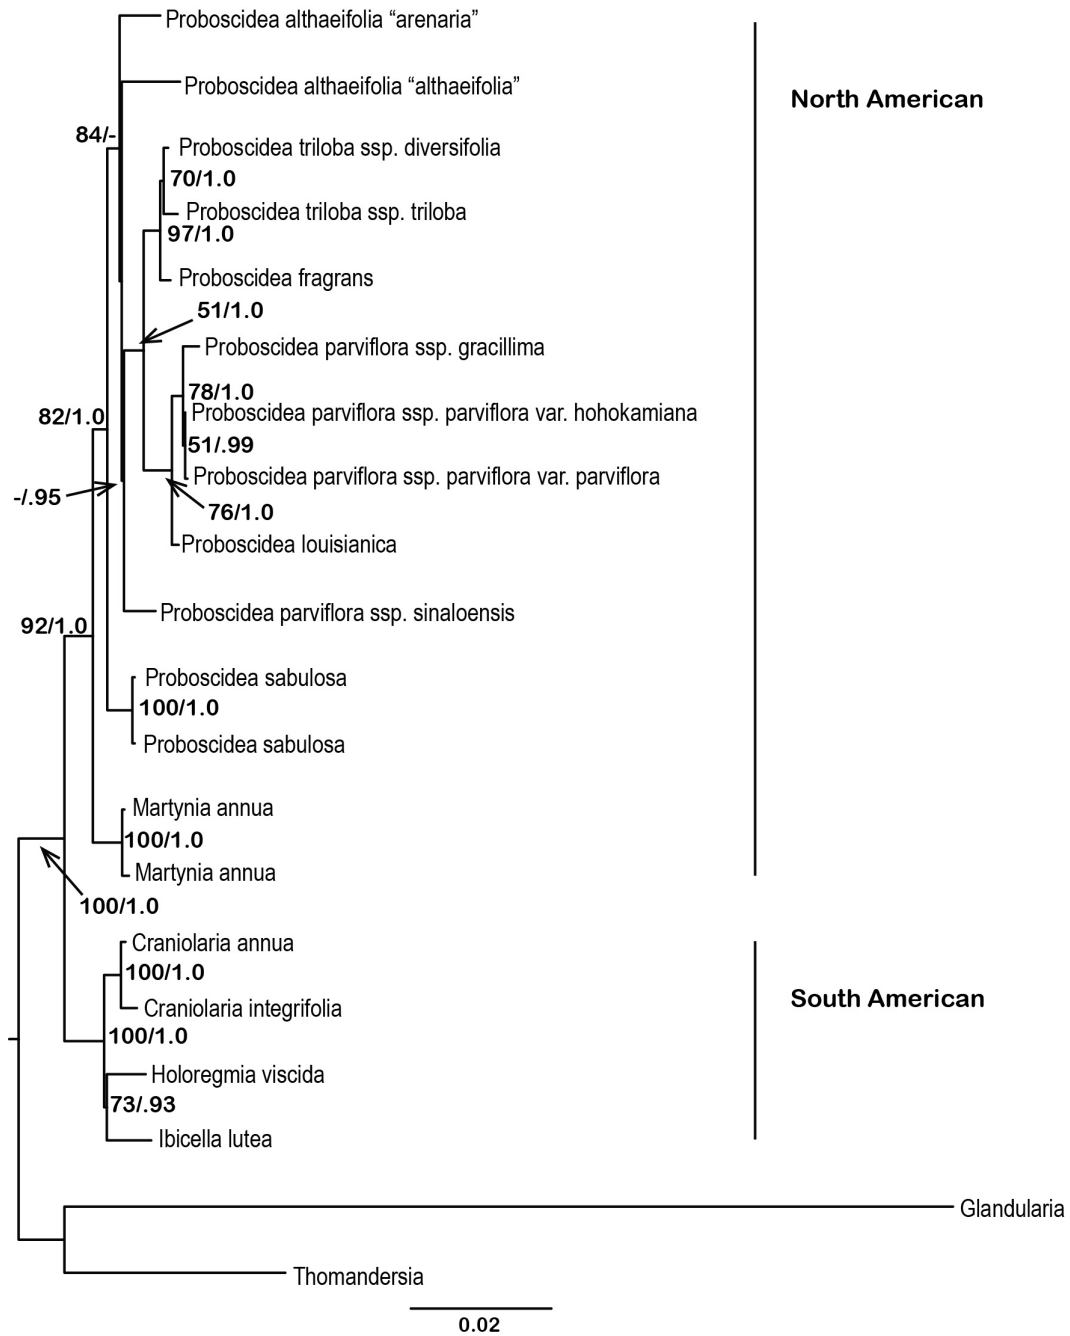 Proboscidea althaeifolia “arenaria”
Proboscidea althaeifolia “althaeifolia”
North American
84/-
Proboscidea triloba ssp. diversifolia
70/1.0
Proboscidea triloba ssp. triloba
97/1.0
Proboscidea fragrans
51/1.0
Proboscidea parviflora ssp. gracillima
78/1.0
Proboscidea parviflora ssp. parviflora var. hohokamiana
82/1.0
51/.99
Proboscidea parviflora ssp. parviflora var. parviflora
-/.95
76/1.0
Proboscidea louisianica
Proboscidea parviflora ssp. sinaloensis
92/1.0
Proboscidea sabulosa
100/1.0
Proboscidea sabulosa
Martynia annua
100/1.0
Martynia annua
100/1.0
Craniolaria annua
100/1.0
South American
Craniolaria integrifolia
100/1.0
Holoregmia viscida
73/.93
Ibicella lutea
Glandularia
Thomandersia
0.02